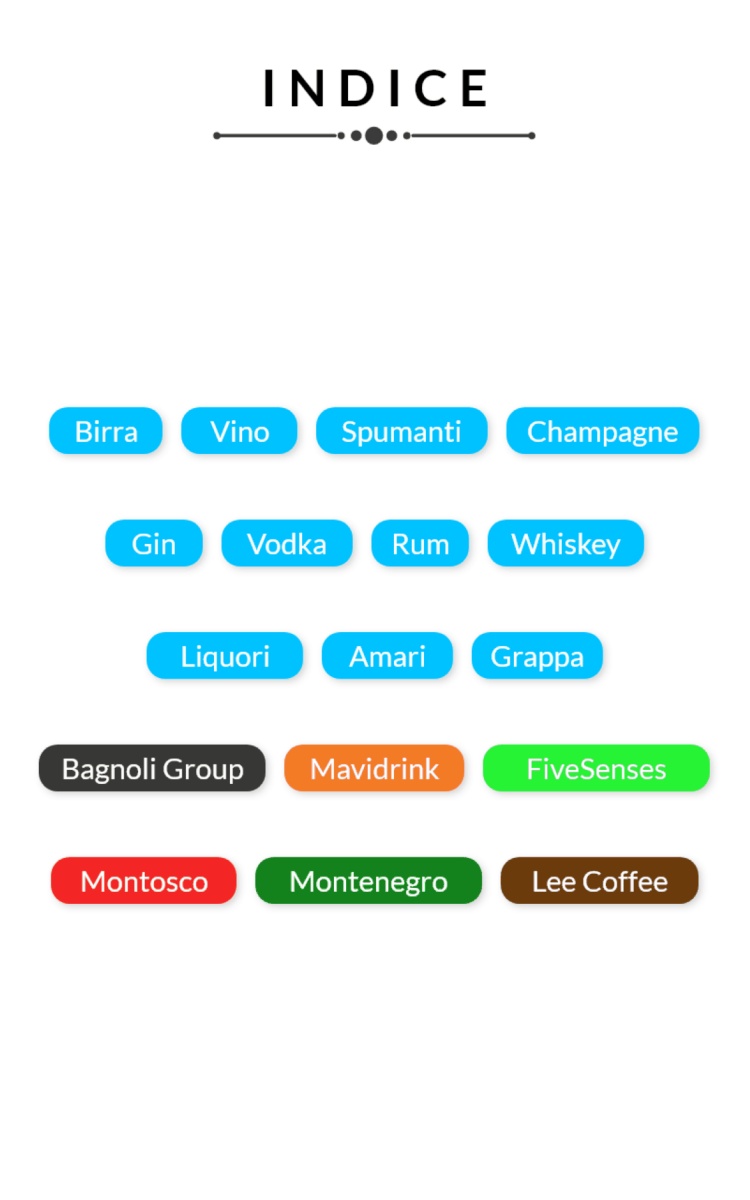 INDICE
Birra Vino Spumanti Champagne
Gin Vodka Rum Whiskey
Liquori Amari Grappa
Bagnoli Group Mavidrink FiveSenses
Montosco Montenegro Lee Coffee